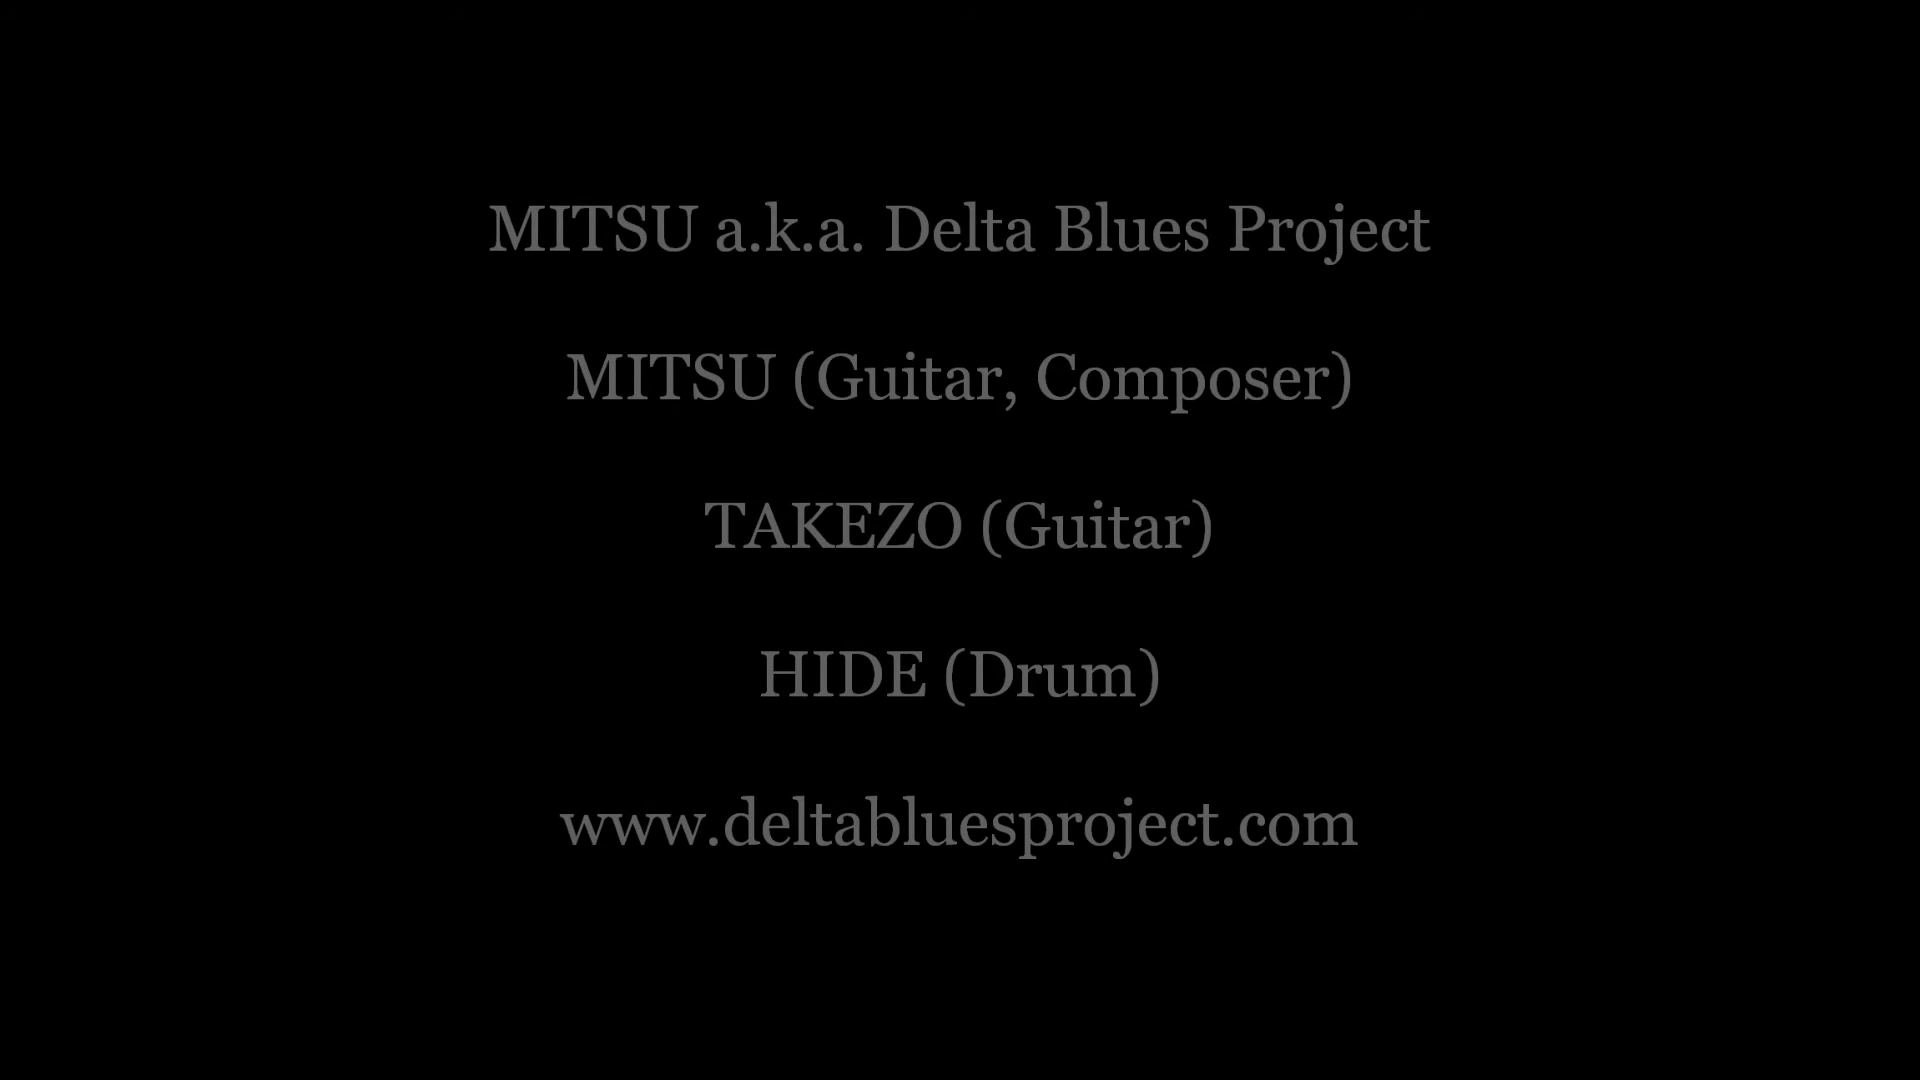 MITSU a.k.a. Delta Blues Project
MITSU (Guitar, Composer)
TAKEZO (Guitar)
HIDE (Drum)
www.deltabluesproject.com